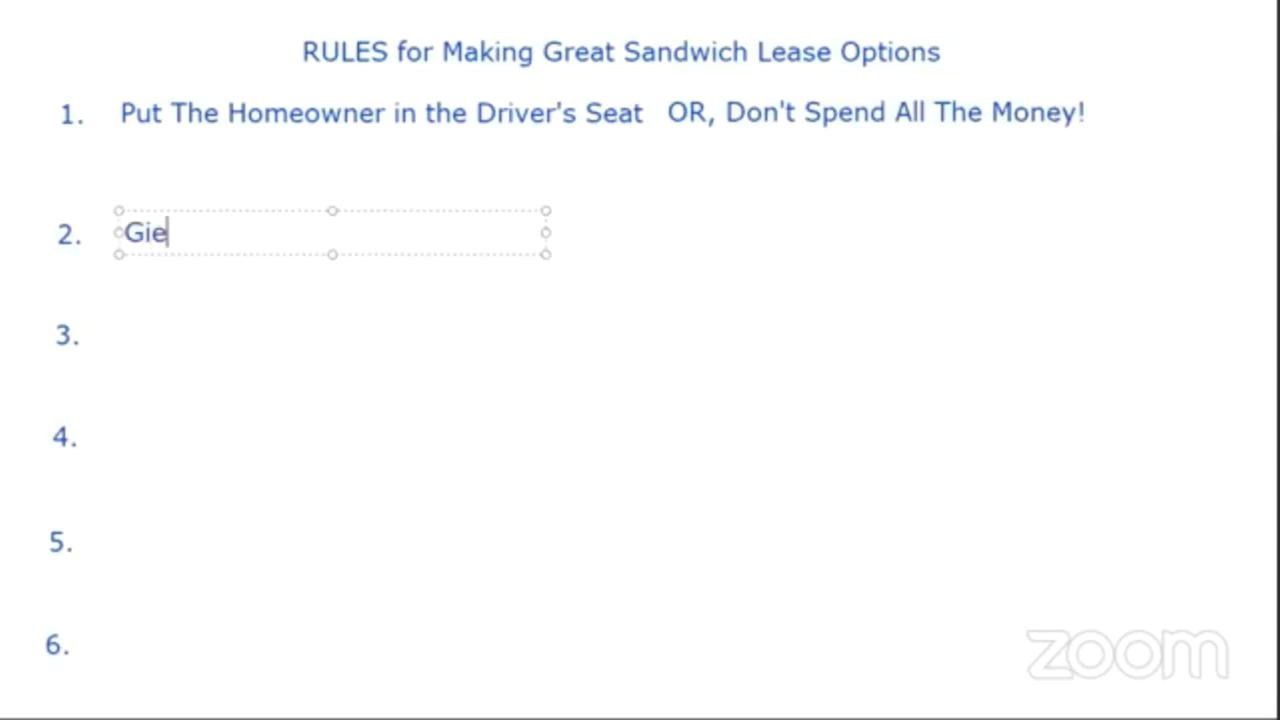 RULES for Making Great Sandwich Lease Options
1. Put The Homeowner in the Driver's Seat OR, Don't Spend All The Money!
2. Gie
3.
4.
5.
6.
zoom